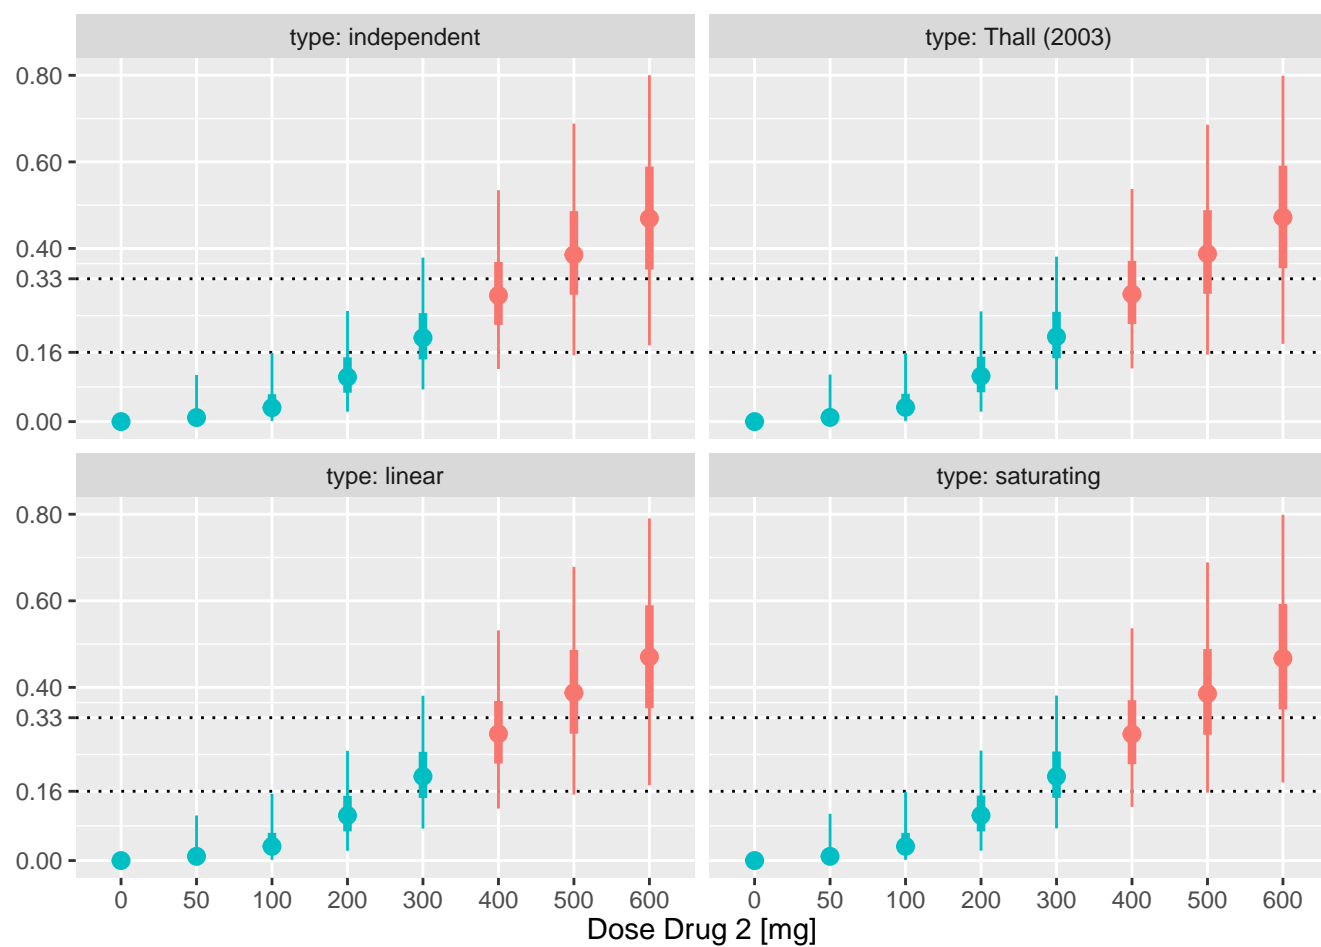 type: independent
type: Thall (2003)
0.80
0.60
0.40
0.33
0.16
0.00
type: linear
type: saturating
0.80
0.60
0.40
0.33
0.16
0.00
0 50 100 200 300 400 500 600
0 50 100 200 300 400 500 600
Dose Drug 2 [mg]